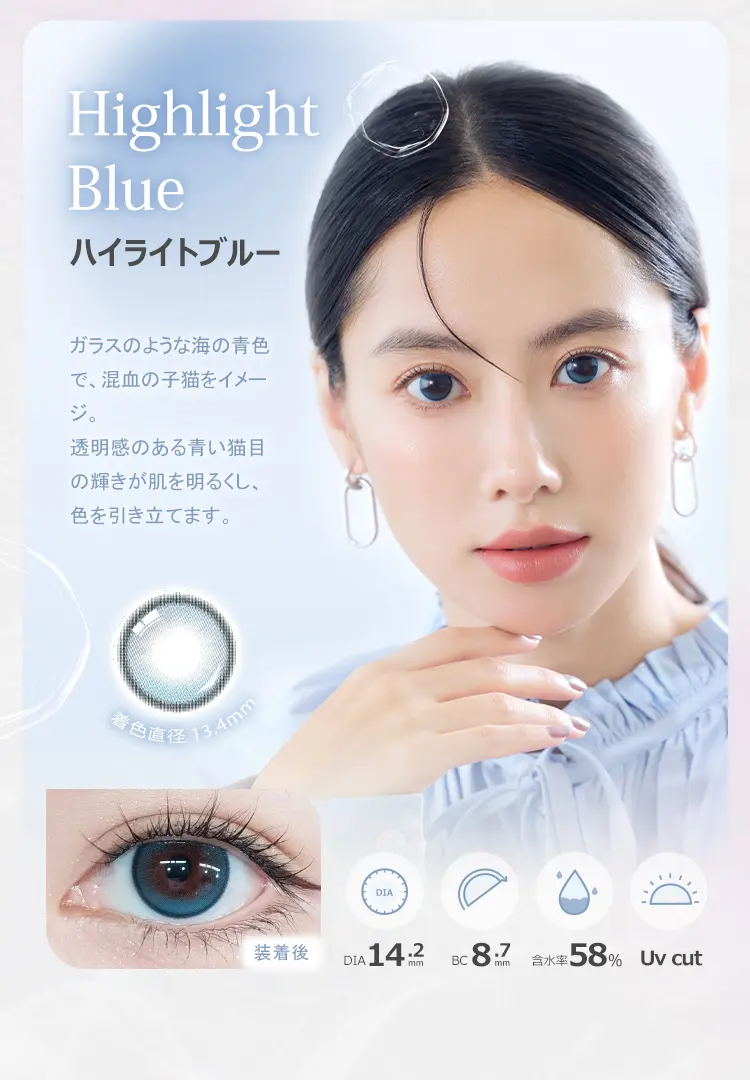 Highlight
Blue
ハイライトブルー
ガラスのような海の青色
で、混血の子猫をイメー
ジ。
透明感のある青い猫目
の輝きが肌を明るくし、
色を引き立てます。
着色直径 13.4mm
装着後
DIA
DIA 14.2 mm
BC 8.7 mm
含水率 58%
Uv cut